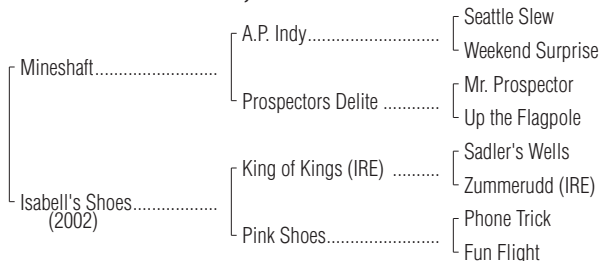 Seattle Slew
A.P. Indy............................
Weekend Surprise
Mineshaft..........................
Mr. Prospector
Prospectors Delite ............
Up the Flagpole
Sadler's Wells
King of Kings (IRE) ..........
Zummerudd (IRE)
Isabell's Shoes..................
(2002)
Phone Trick
Pink Shoes........................
Fun Flight